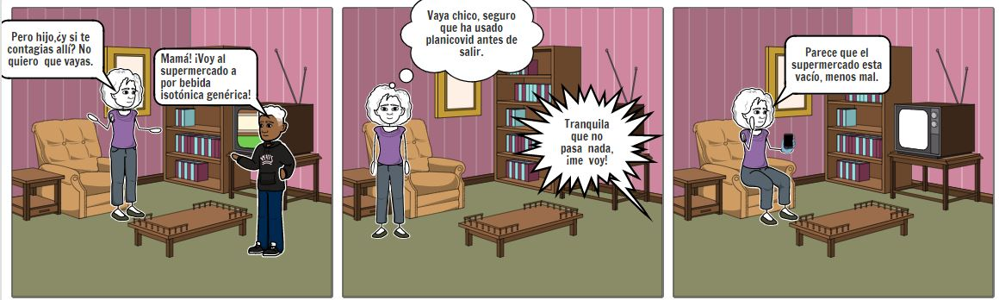 Pero hijo,¿y si te
contagias allí? No
quiero que vayas.
Mamá! ¡Voy al
supermercado a
por bebida
isotónica genérica!
Vaya chico, seguro
que ha usado
planicovid antes de
salir.
Tranquila
que no
pasa nada,
¡me voy!
Parece que el
supermercado esta
vacío, menos mal.